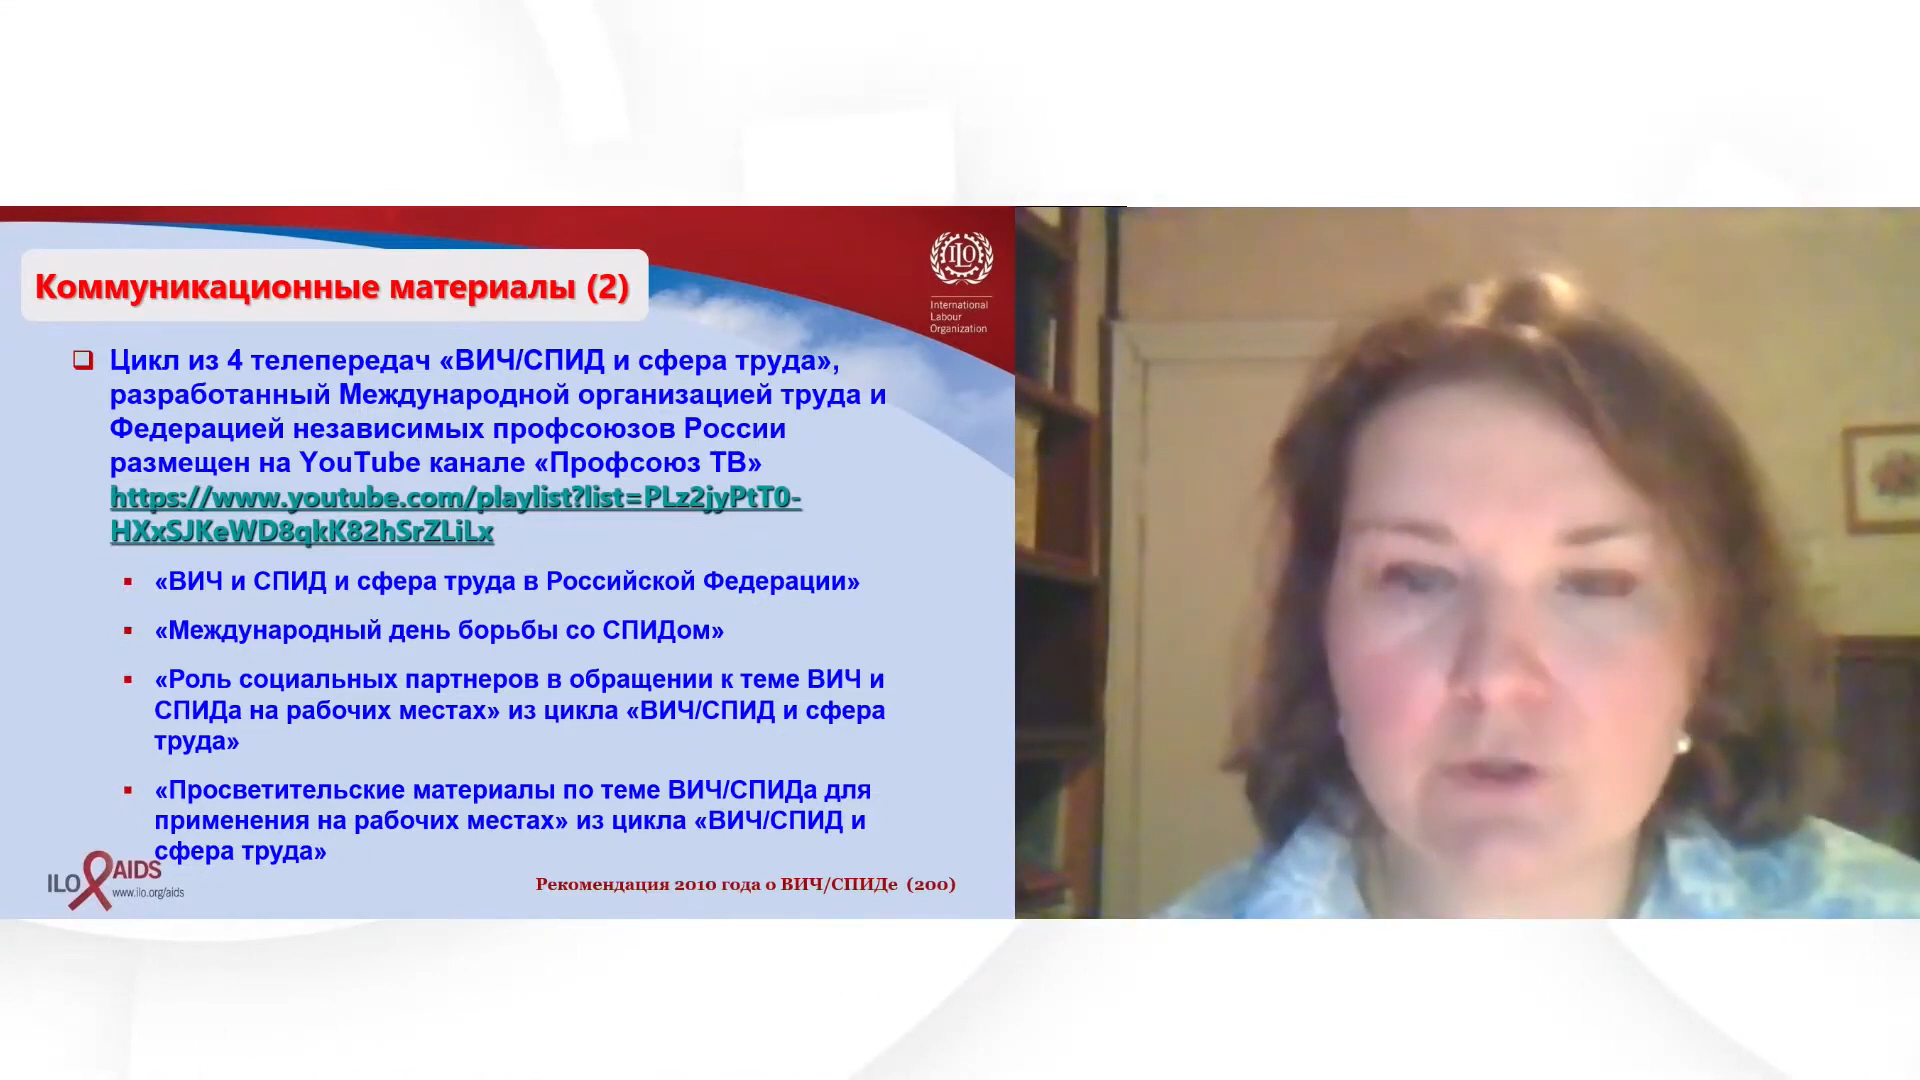 Коммуникационные материалы (2)
ILO
International
Labour
Organization
Цикл из 4 телепередач «ВИЧ/СПИД и сфера труда»,
разработанный Международной организацией труда и
Федерацией независимых профсоюзов России
размещен на YouTube канале «Профсоюз ТВ»
https://www.youtube.com/playlist?list=PLz2jyPtT0-
HXxSJKeWD8qkK82hSrZLiLx
«ВИЧ и СПИД и сфера труда в Российской Федерации»
«Международный день борьбы со СПИДом»
«Роль социальных партнеров в обращении к теме ВИЧ и
СПИДа на рабочих местах» из цикла «ВИЧ/СПИД и сфера
труда»
«Просветительские материалы по теме ВИЧ/СПИДа для
применения на рабочих местах» из цикла «ВИЧ/СПИД и
сфера труда»
ILO AIDS
www.ilo.org/aids
Рекомендация 2010 года о ВИЧ/СПИДе (200)